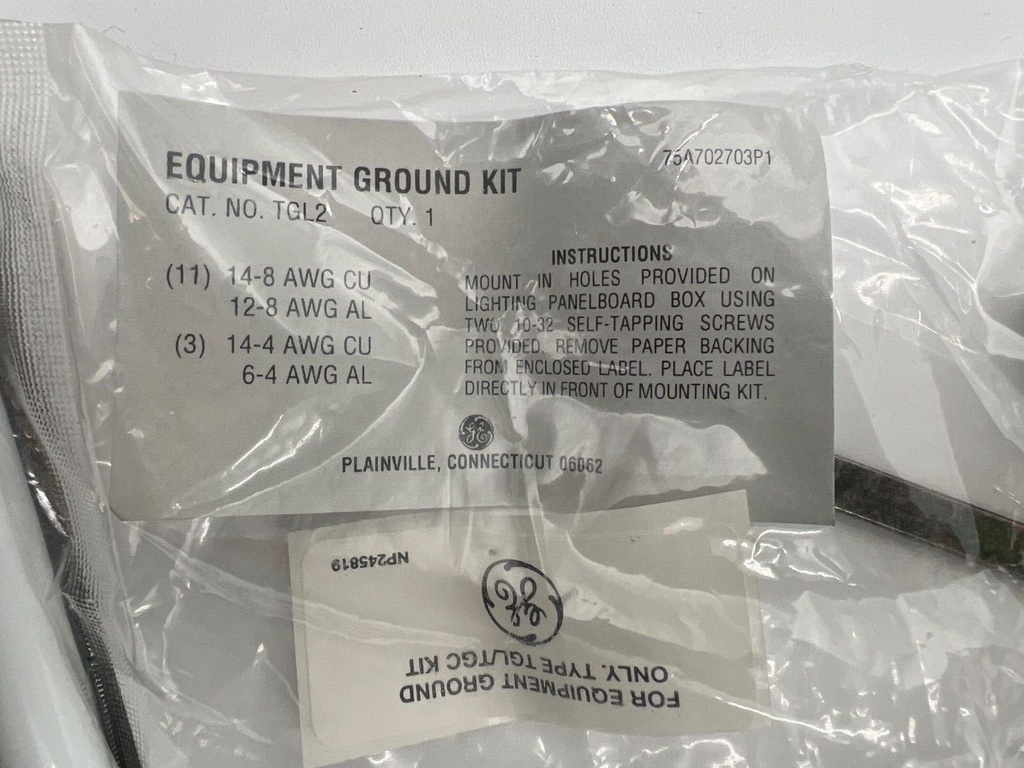 75A702703P1
EQUIPMENT GROUND KIT
CAT. NO. TGL2 QTY. 1
(11) 14-8 AWG CU
12-8 AWG AL
(3) 14-4 AWG CU
6-4 AWG AL
INSTRUCTIONS
MOUNT IN HOLES PROVIDED ON
LIGHTING PANELBOARD BOX USING
TWO 10-32 SELF-TAPPING SCREWS
PROVIDED. REMOVE PAPER BACKING
FROM ENCLOSED LABEL. PLACE LABEL
DIRECTLY IN FRONT OF MOUNTING KIT.
GE
PLAINVILLE, CONNECTICUT 06062
FOR EQUIPMENT GROUND
ONLY. TYPE TGL/TGC KIT
GE
NP245819